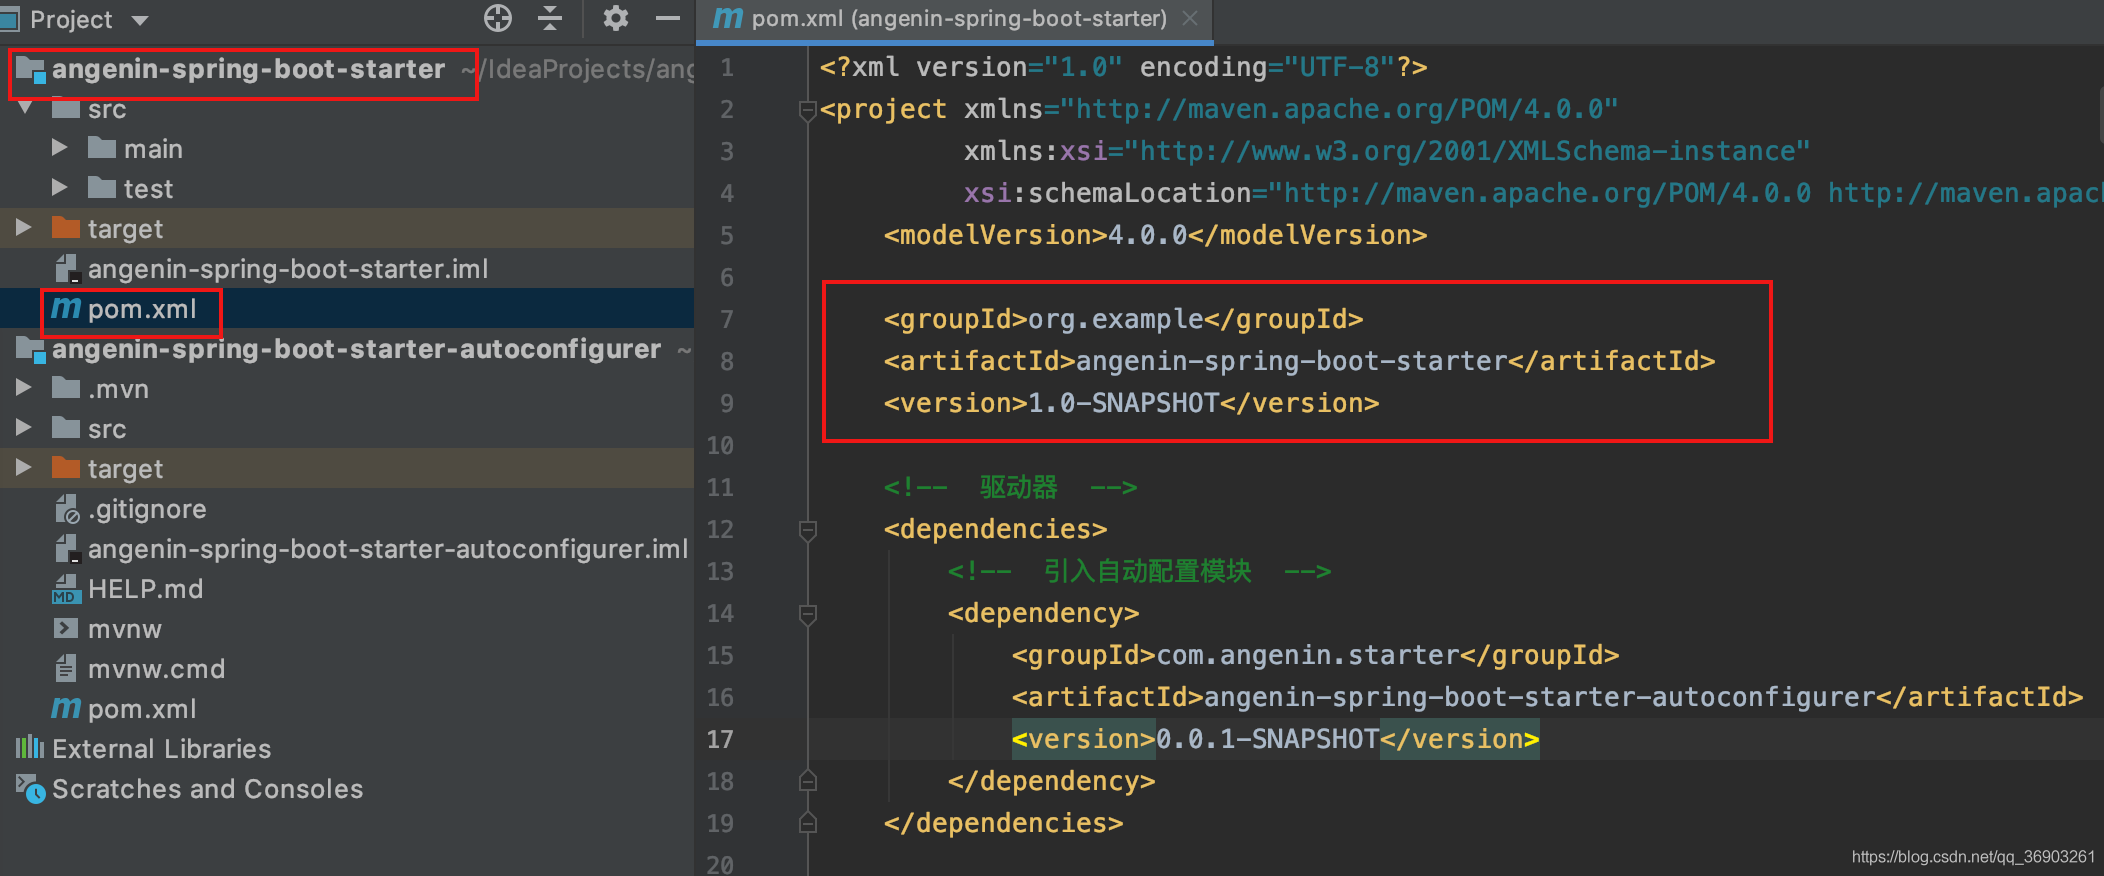 Project
angenin-spring-boot-starter ~/IdeaProjects/ang
src
main
test
target
angenin-spring-boot-starter.iml
pom.xml
angenin-spring-boot-starter-autoconfigurer ~
.mvn
src
target
.gitignore
angenin-spring-boot-starter-autoconfigurer.iml
HELP.md
mvnw
mvnw.cmd
pom.xml
External Libraries
Scratches and Consoles
pom.xml (angenin-spring-boot-starter)
1 <?xml version="1.0" encoding="UTF-8"?>
2 <project xmlns="http://maven.apache.org/POM/4.0.0"
3 xmlns:xsi="http://www.w3.org/2001/XMLSchema-instance"
4 xsi:schemaLocation="http://maven.apache.org/POM/4.0.0 http://maven.apac
5 <modelVersion>4.0.0</modelVersion>
6
7 <groupId>org.example</groupId>
8 <artifactId>angenin-spring-boot-starter</artifactId>
9 <version>1.0-SNAPSHOT</version>
10
11 <!-- 驱动器 -->
12 <dependencies>
13 <!-- 引入自动配置模块 -->
14 <dependency>
15 <groupId>com.angenin.starter</groupId>
16 <artifactId>angenin-spring-boot-starter-autoconfigurer</artifactId>
17 <version>0.0.1-SNAPSHOT</version>
18 </dependency>
19 </dependencies>
20
https://blog.csdn.net/qq_36903261